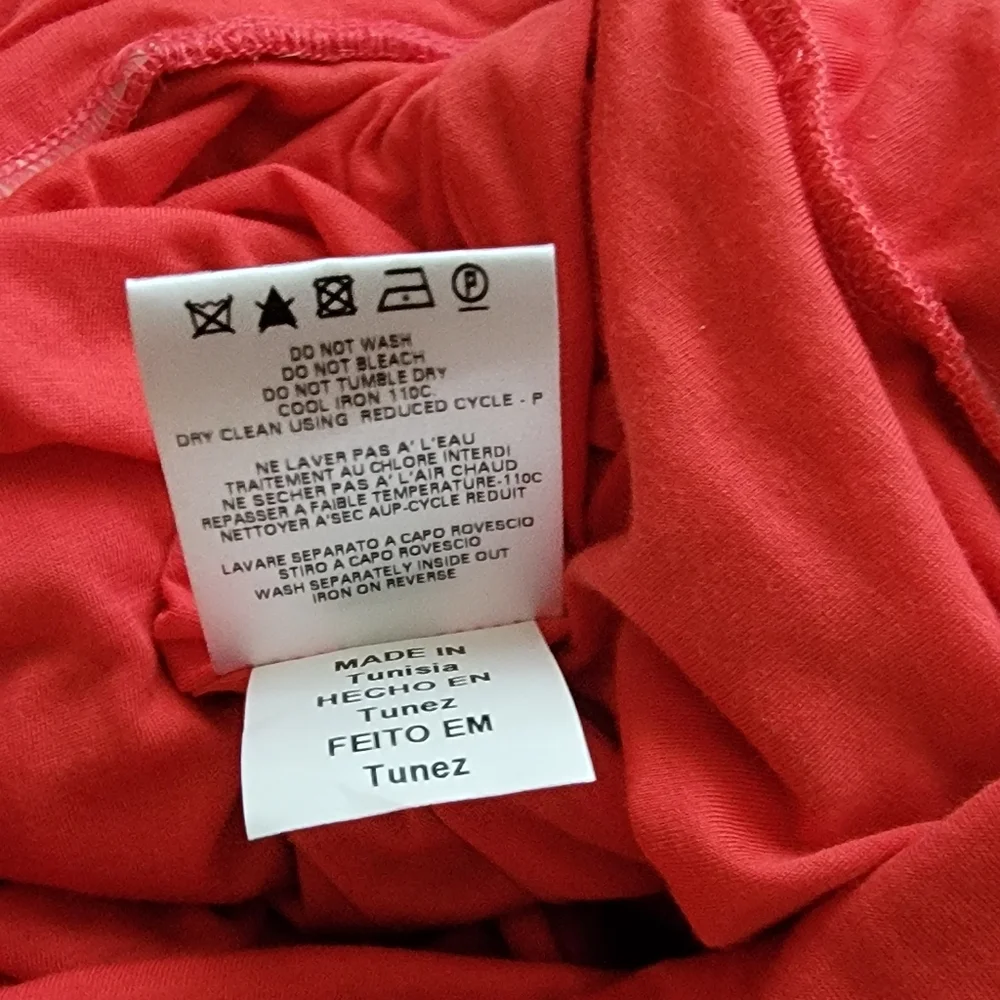 P
DO NOT WASH
DO NOT BLEACH
DO NOT TUMBLE DRY
COOL IRON 110C.
DRY CLEAN USING REDUCED CYCLE - P
NE LAVER PAS A' L'EAU
TRAITEMENT AU CHLORE INTERDI
NE SECHER PAS A' L'AIR CHAUD
REPASSER A FAIBLE TEMPERATURE-110C
NETTOYER A'SEC AUP-CYCLE REDUIT
LAVARE SEPARATO A CAPO ROVESCIO
STIRO A CAPO ROVESCIO
WASH SEPARATELY INSIDE OUT
IRON ON REVERSE
MADE IN
Tunisia
HECHO EN
Tunez
FEITO EM
Tunez